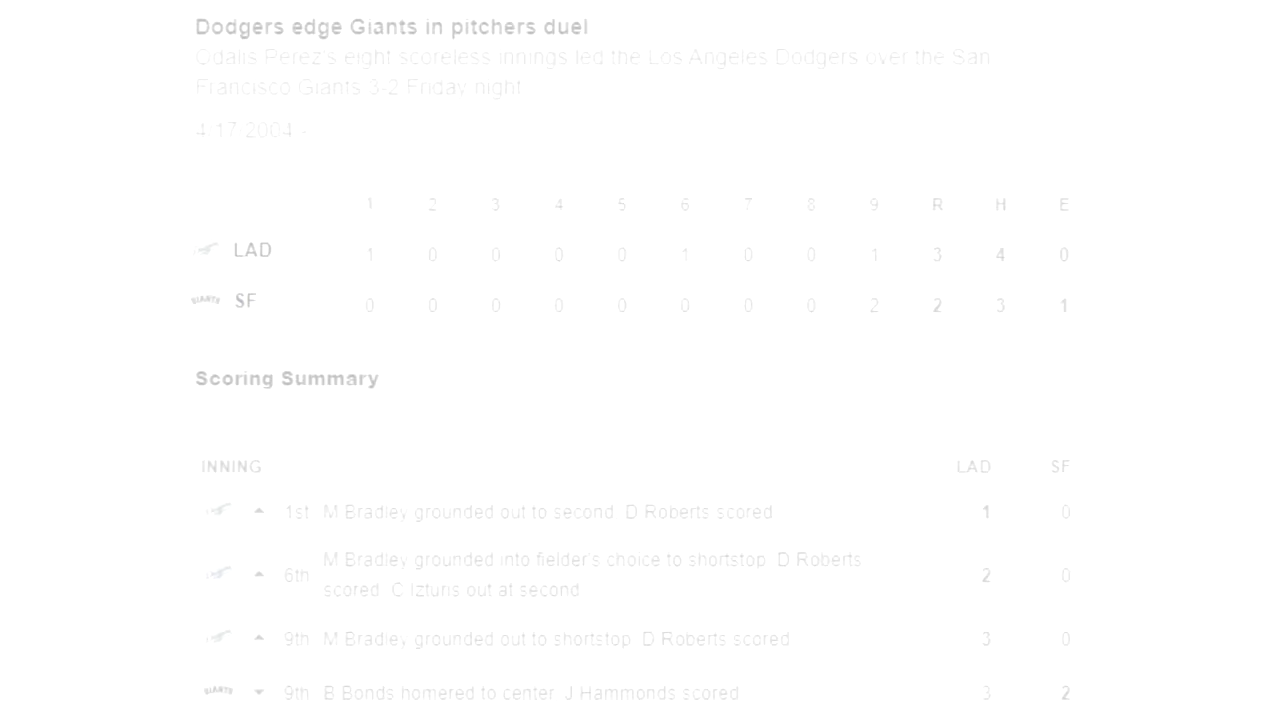 Dodgers edge Giants in pitchers duel
Odalis Perez's eight scoreless innings led the Los Angeles Dodgers over the San
Francisco Giants 3-2 Friday night
4/17/2004 -
1 2 3 4 5 6 7 8 9 R H E
LAD 1 0 0 0 0 1 0 0 1 3 4 0
GIANTS SF 0 0 0 0 0 0 0 0 2 2 3 1
Scoring Summary
INNING LAD SF
1st M Bradley grounded out to second D Roberts scored 1 0
6th M Bradley grounded into fielder's choice to shortstop D Roberts
scored C Izturis out at second 2 0
9th M Bradley grounded out to shortstop D Roberts scored 3 0
GIANTS 9th B Bonds homered to center J Hammonds scored 3 2